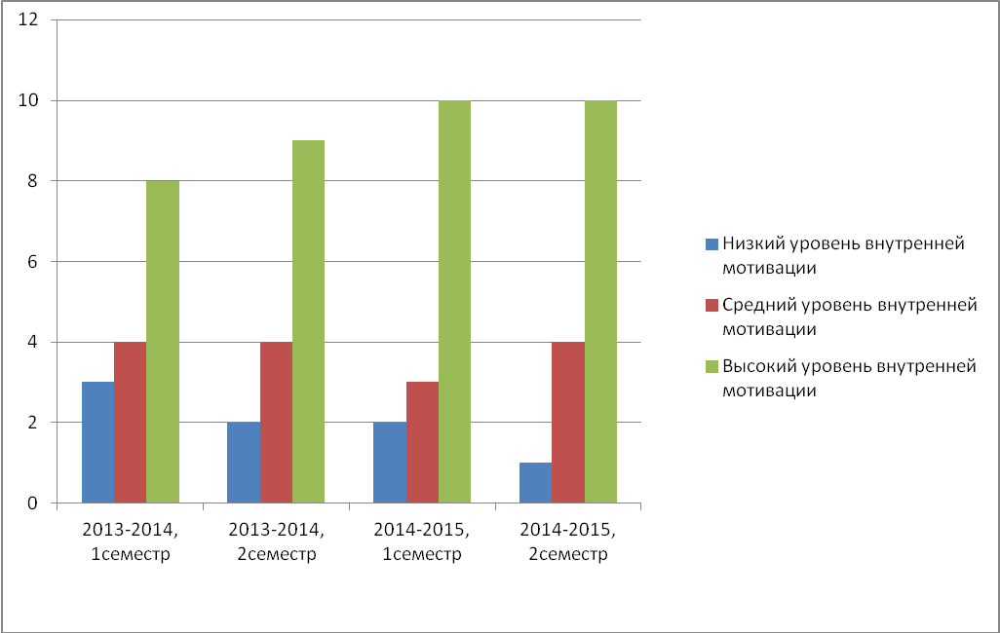 12
10
8
6
4
2
0
2013-2014,
1семестр
2013-2014,
2семестр
2014-2015,
1семестр
2014-2015,
2семестр
Низкий уровень внутренней
мотивации
Средний уровень внутренней
мотивации
Высокий уровень внутренней
мотивации